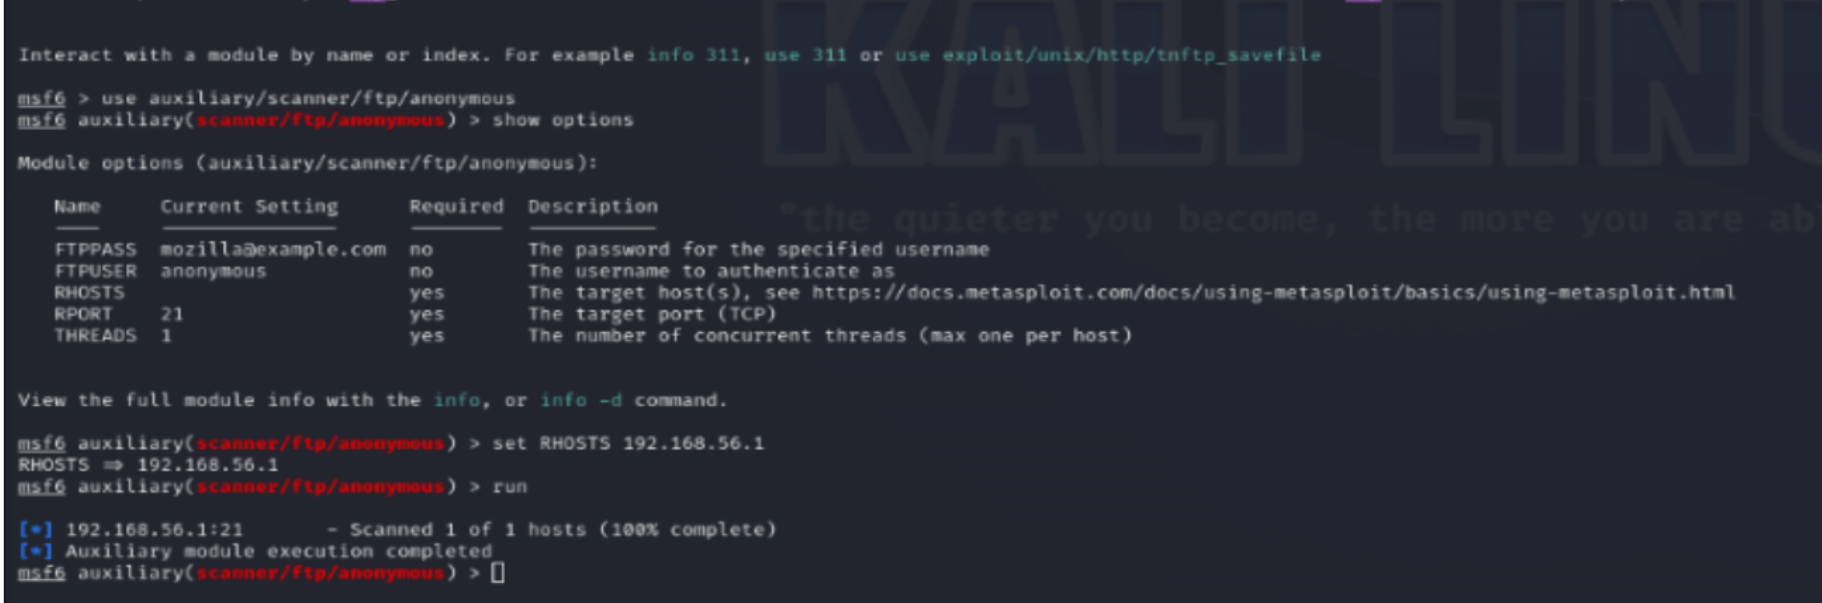 KALI LINU
Interact with a module by name or index. For example info 311, use 311 or use exploit/unix/http/tnftp_savefile
msf6 > use auxiliary/scanner/ftp/anonymous
msf6 auxiliary(scanner/ftp/anonymous) > show options
Module options (auxiliary/scanner/ftp/anonymous):
Name Current Setting Required Description
"the quieter you become, the more you are ab
FTPPASS mozilla@example.com no The password for the specified username
FTPUSER anonymous no The username to authenticate as
RHOSTS yes The target host(s), see https://docs.metasploit.com/docs/using-metasploit/basics/using-metasploit.html
RPORT 21 yes The target port (TCP)
THREADS 1 yes The number of concurrent threads (max one per host)
View the full module info with the info, or info -d command.
msf6 auxiliary(scanner/ftp/anonymous) > set RHOSTS 192.168.56.1
RHOSTS ⇒ 192.168.56.1
msf6 auxiliary(scanner/ftp/anonymous) > run
[*] 192.168.56.1:21 - Scanned 1 of 1 hosts (100% complete)
[*] Auxiliary module execution completed
msf6 auxiliary(scanner/ftp/anonymous) >